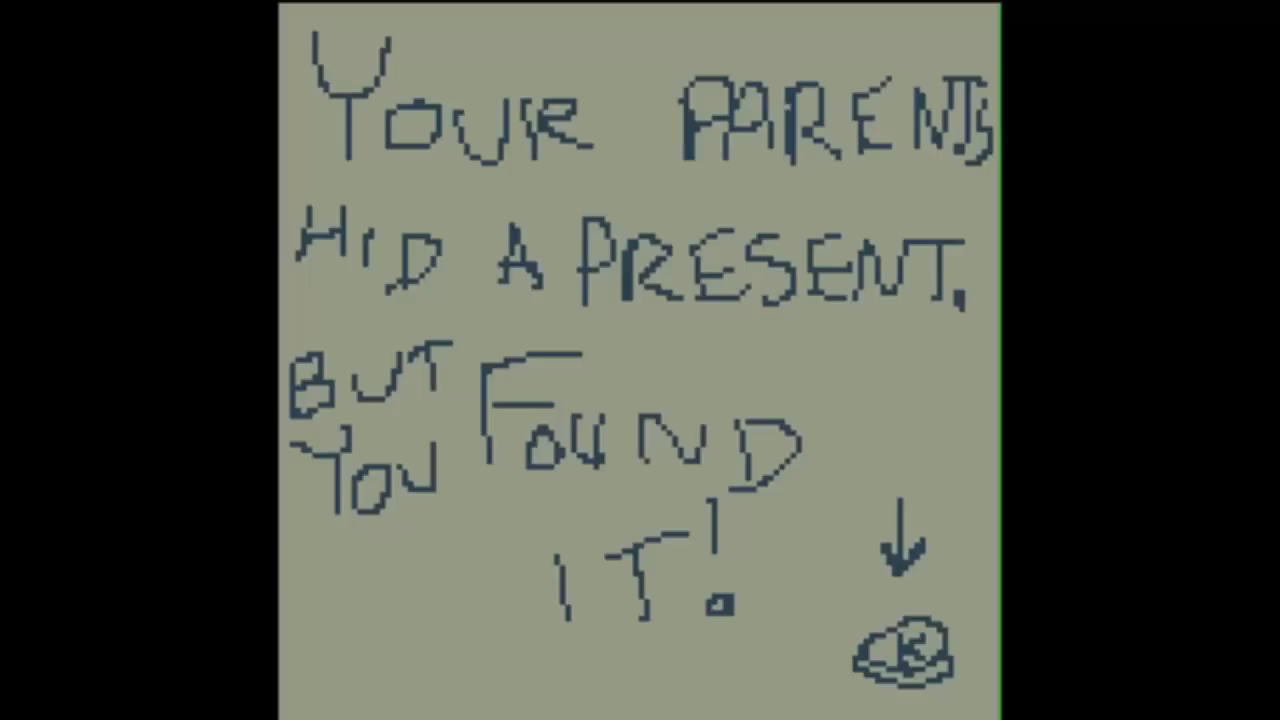 YOUR PARENTS
HID A PRESENT.
BUT
YOU FOUND
IT!
K